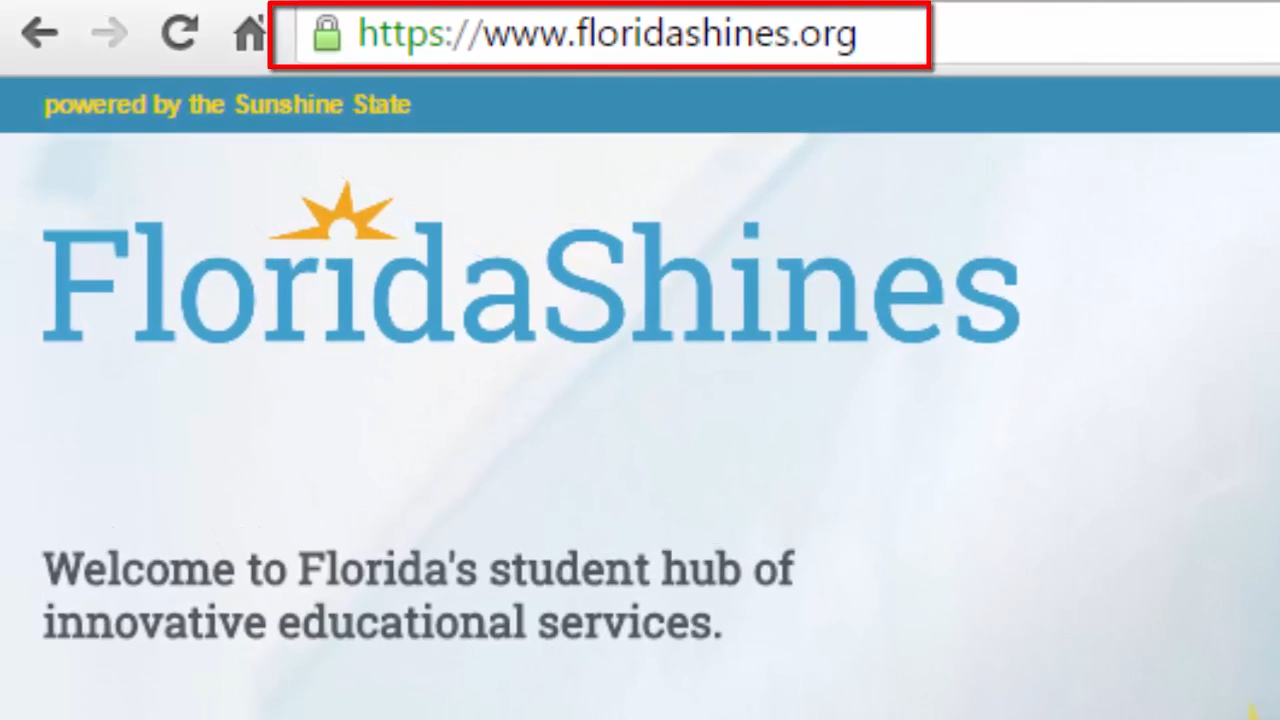 https://www.floridashines.org
powered by the Sunshine State
FloridaShines
Welcome to Florida's student hub of
innovative educational services.